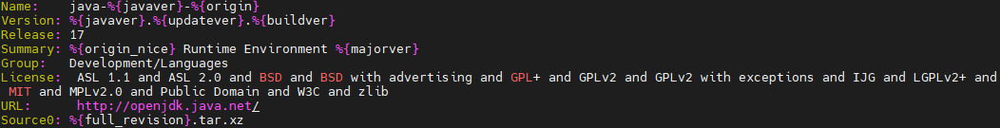 Name:    java-%{javaver}-%{origin}
Version: %{javaver}.%{updatever}.%{buildver}
Release: 17
Summary: %{origin_nice} Runtime Environment %{majorver}
Group:   Development/Languages
License:  ASL 1.1 and ASL 2.0 and BSD and BSD with advertising and GPL+ and GPLv2 and GPLv2 with exceptions and IJG and LGPLv2+ and
 MIT and MPLv2.0 and Public Domain and W3C and zlib
URL:      http://openjdk.java.net/
Source0: %{full_revision}.tar.xz